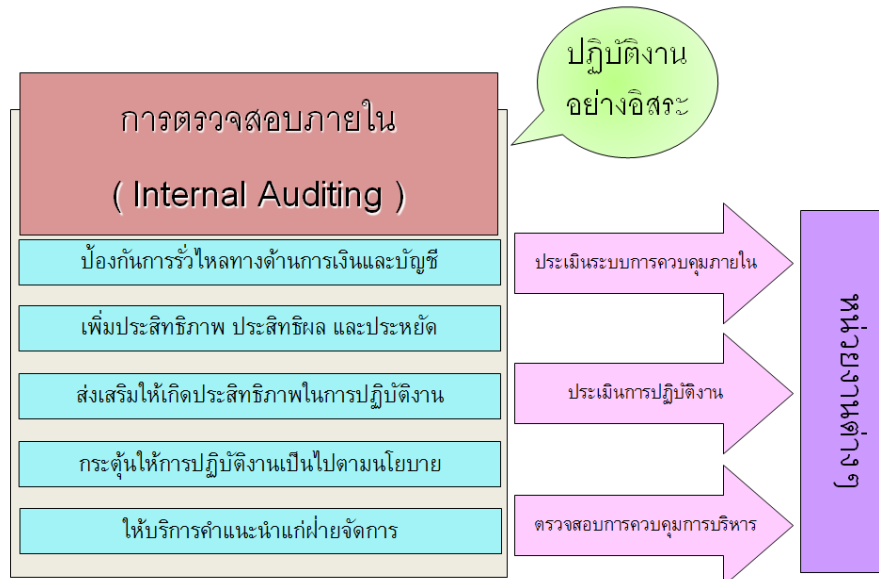 ปฏิบัติงาน
อย่างอิสระ
การตรวจสอบภายใน
( Internal Auditing )
ป้องกันการรั่วไหลทางด้านการเงินและบัญชี
เพิ่มประสิทธิภาพ ประสิทธิผล และประหยัด
ส่งเสริมให้เกิดประสิทธิภาพในการปฏิบัติงาน
กระตุ้นให้การปฏิบัติงานเป็นไปตามนโยบาย
ให้บริการคำแนะนำแก่ฝ่ายจัดการ
ประเมินระบบการควบคุมภายใน
ประเมินการปฏิบัติงาน
ตรวจสอบการควบคุมการบริหาร
หน่วยงานต่างๆ